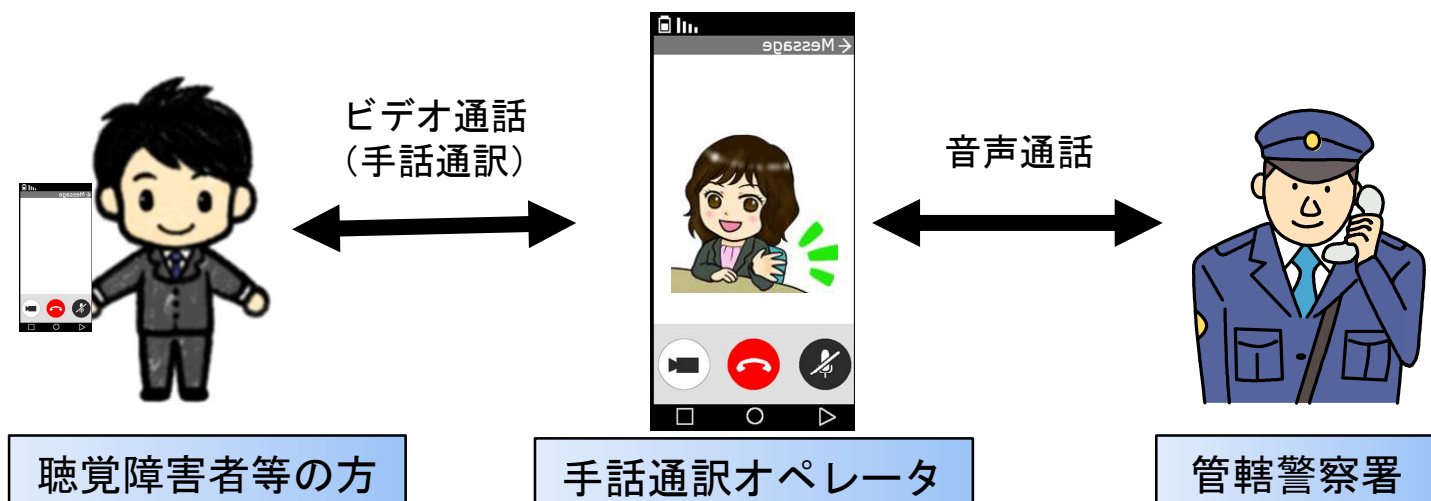 Message
ビデオ通話
(手話通訳)
音声通話
Message
聴覚障害者等の方
手話通訳オペレータ
管轄警察署